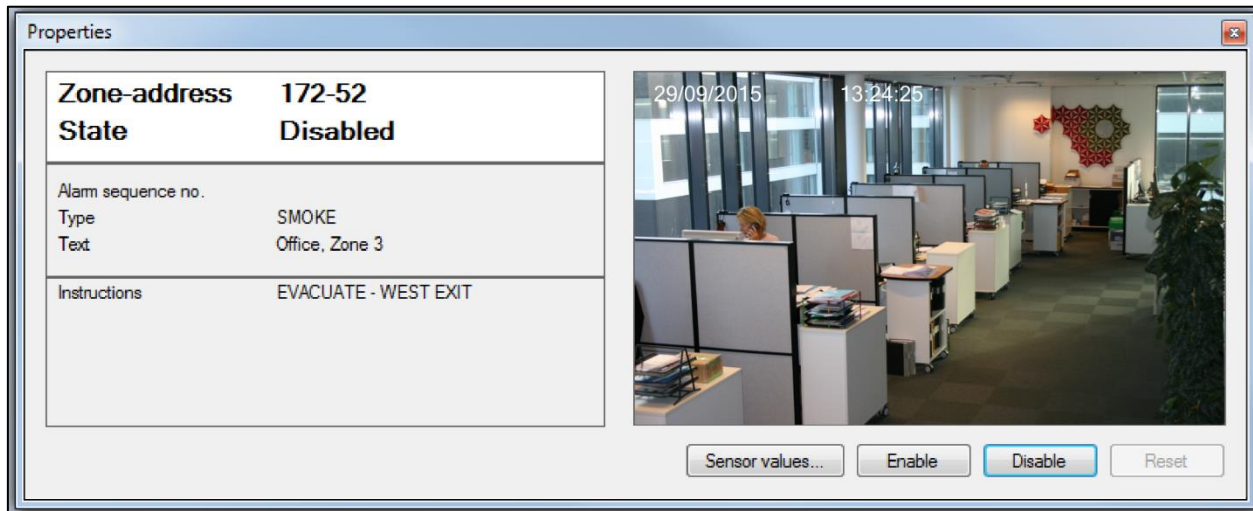 Properties
Zone-address 172-52
State Disabled
Alarm sequence no.
Type SMOKE
Text Office, Zone 3
Instructions EVACUATE - WEST EXIT
29/09/2015 13:24:25
Sensor values... Enable Disable Reset